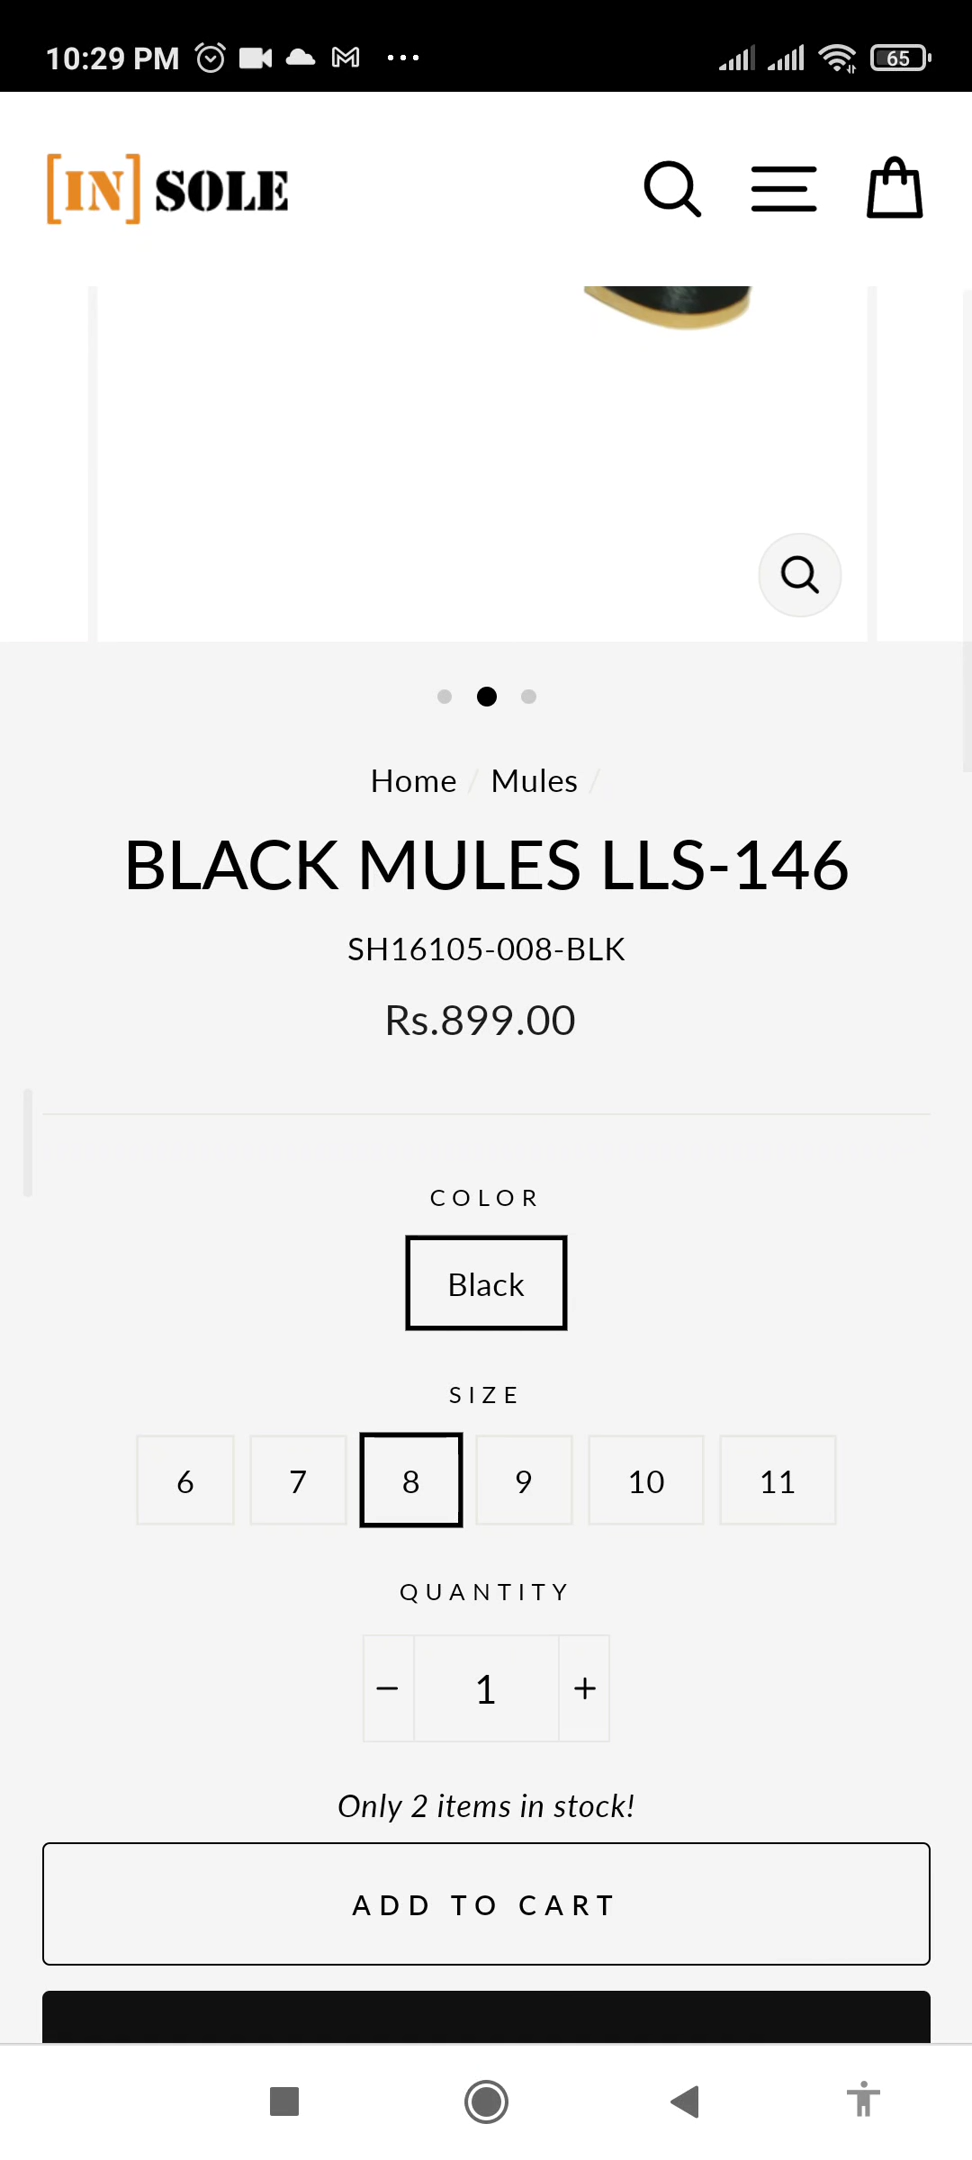 10:29 PM
65
[IN] SOLE
Home / Mules /
BLACK MULES LLS-146
SH16105-008-BLK
Rs.899.00
COLOR
Black
SIZE
6 7 8 9 10 11
QUANTITY
− 1 +
Only 2 items in stock!
ADD TO CART